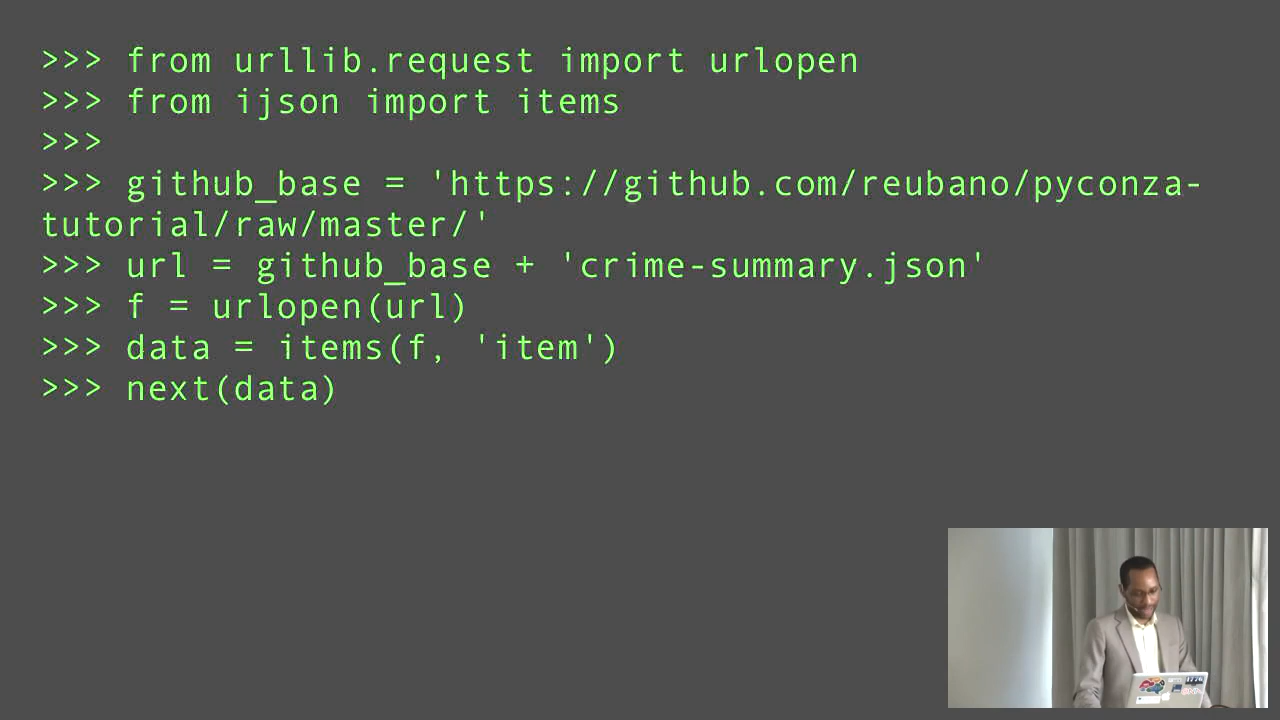 >>> from urllib.request import urlopen
>>> from ijson import items
>>>
>>> github_base = 'https://github.com/reubano/pyconza-
tutorial/raw/master/'
>>> url = github_base + 'crime-summary.json'
>>> f = urlopen(url)
>>> data = items(f, 'item')
>>> next(data)